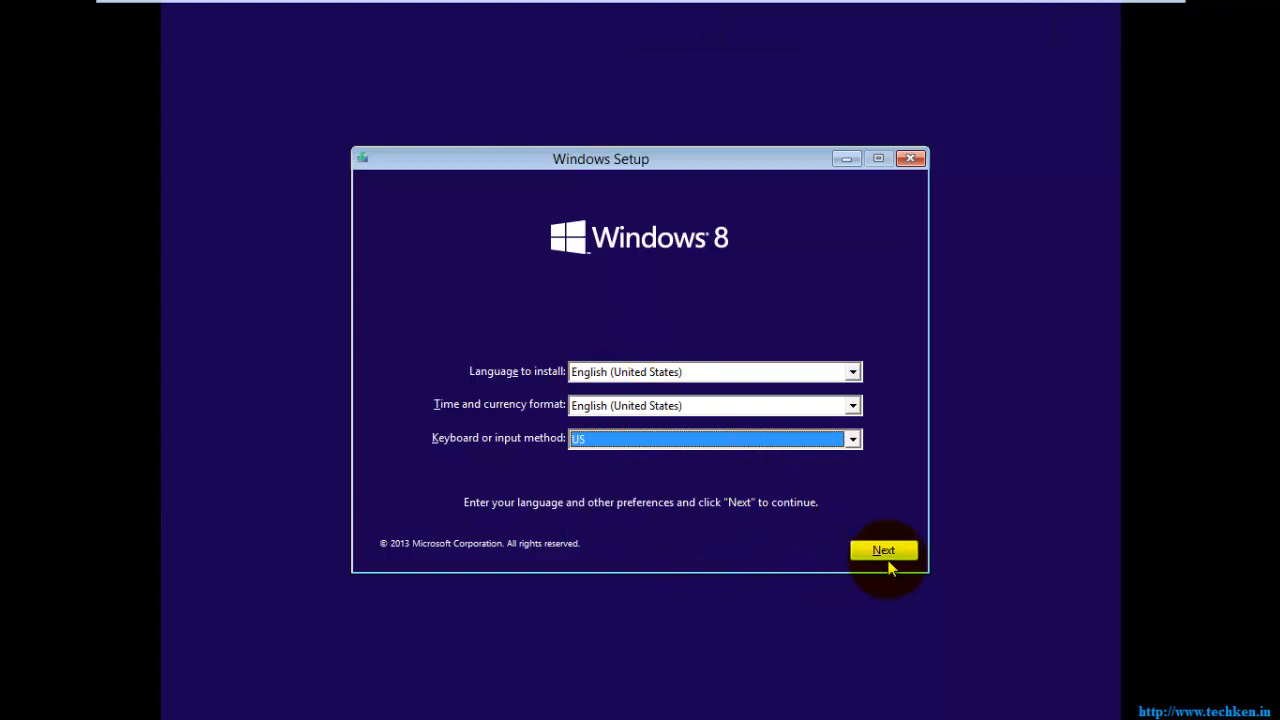 Windows Setup
Windows 8
Language to install: English (United States)
Time and currency format: English (United States)
Keyboard or input method: US
Enter your language and other preferences and click "Next" to continue.
© 2013 Microsoft Corporation. All rights reserved.
Next
http://www.techken.in